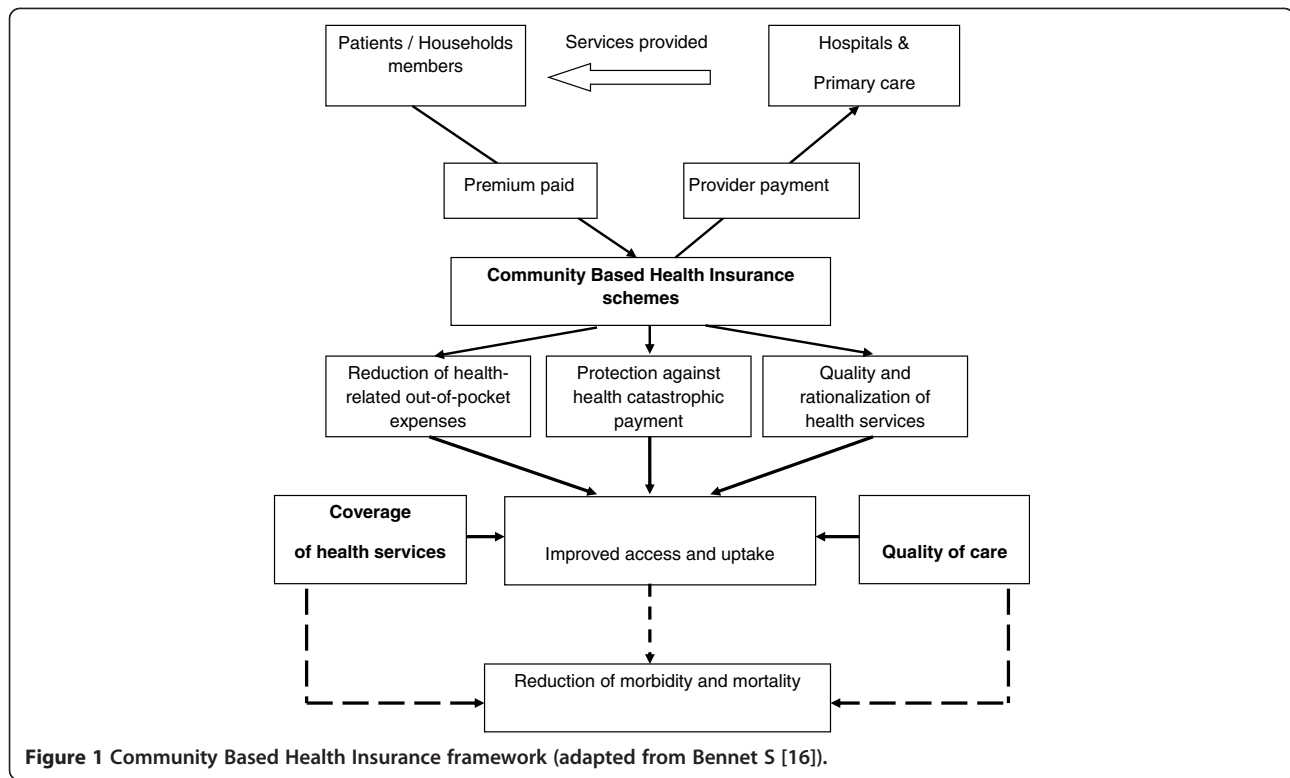 Patients / Households
members
Services provided
Hospitals &
Primary care
Premium paid
Provider payment
Community Based Health Insurance
schemes
Reduction of health-
related out-of-pocket
expenses
Protection against
health catastrophic
payment
Quality and
rationalization of
health services
Coverage
of health services
Improved access and uptake
Quality of care
Reduction of morbidity and mortality
Figure 1 Community Based Health Insurance framework (adapted from Bennet S [16]).